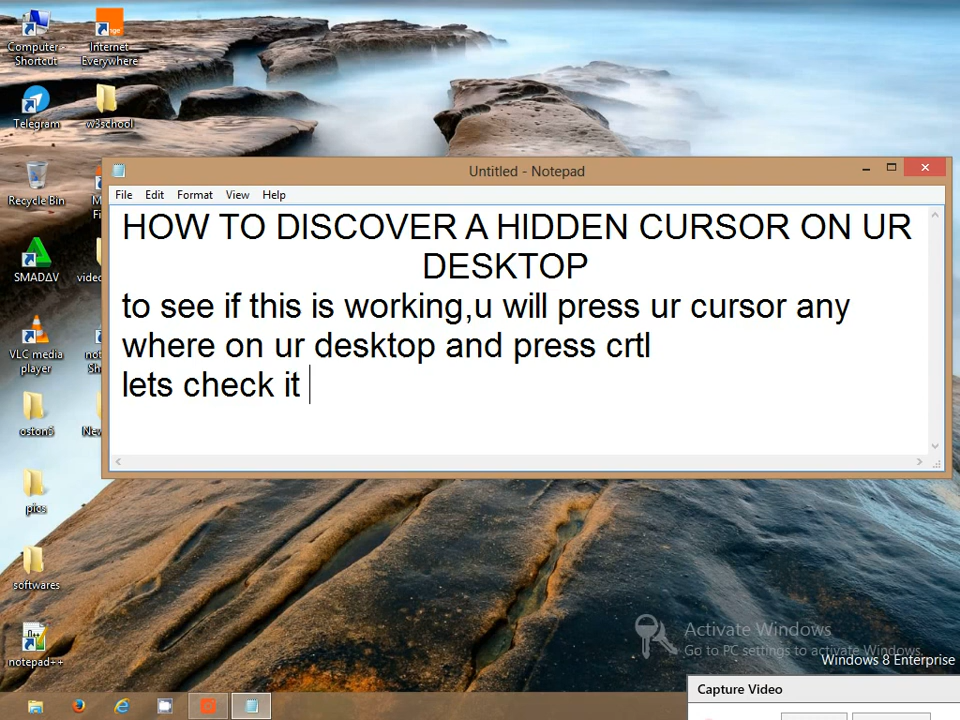 Computer - Shortcut
Internet Everywhere
Telegram
w3school
Recycle Bin
SMADΔV
VLC media player
oston5
pics
softwares
notepad++
Untitled - Notepad
File Edit Format View Help
HOW TO DISCOVER A HIDDEN CURSOR ON UR
DESKTOP
to see if this is working,u will press ur cursor any
where on ur desktop and press crtl
lets check it
Activate Windows
Go to PC settings to activate Windows.
Windows 8 Enterprise
Capture Video